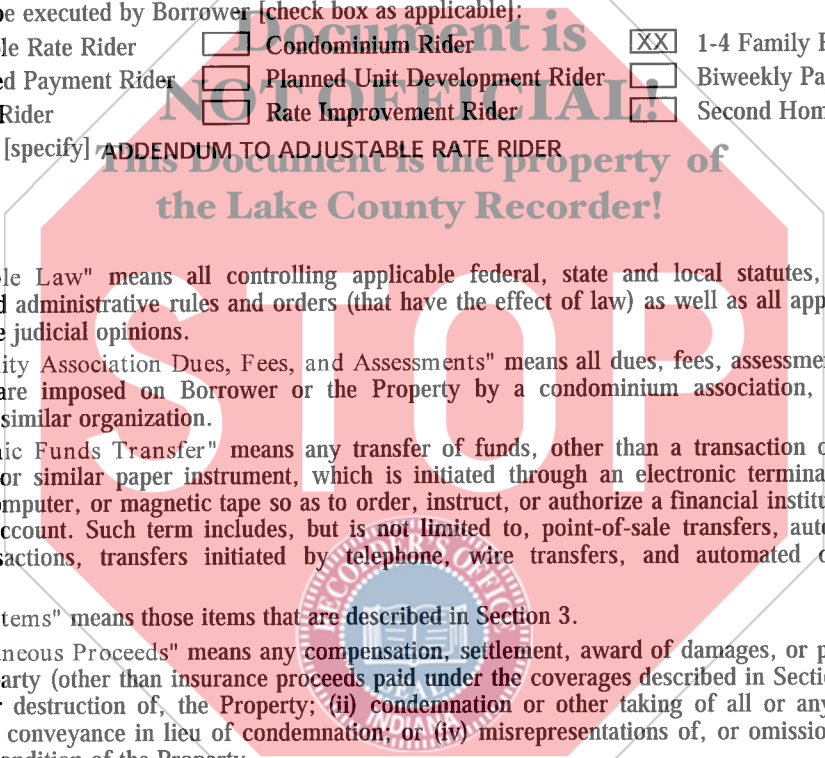 be executed by Borrower [check box as applicable]:
le Rate Rider Condominium Rider XX 1-4 Family
ed Payment Rider Planned Unit Development Rider Biweekly Pa
Rider Rate Improvement Rider Second Hom
[specify] ADDENDUM TO ADJUSTABLE RATE RIDER
Document is
NOT OFFICIAL!
This Document is the property of
the Lake County Recorder!
le Law" means all controlling applicable federal, state and local statutes,
d administrative rules and orders (that have the effect of law) as well as all app
e judicial opinions.
ity Association Dues, Fees, and Assessments" means all dues, fees, assessme
are imposed on Borrower or the Property by a condominium association,
similar organization.
nic Funds Transfer" means any transfer of funds, other than a transaction o
or similar paper instrument, which is initiated through an electronic termina
omputer, or magnetic tape so as to order, instruct, or authorize a financial institu
ccount. Such term includes, but is not limited to, point-of-sale transfers, aut
sactions, transfers initiated by telephone, wire transfers, and automated
tems" means those items that are described in Section 3.
neous Proceeds" means any compensation, settlement, award of damages, or p
arty (other than insurance proceeds paid under the coverages described in Secti
r destruction of, the Property; (ii) condemnation or other taking of all or any
conveyance in lieu of condemnation; or (iv) misrepresentations of, or omissio
ondition of the Property.
STOP
RECORDER'S OFFICE
SEAL
INDIANA